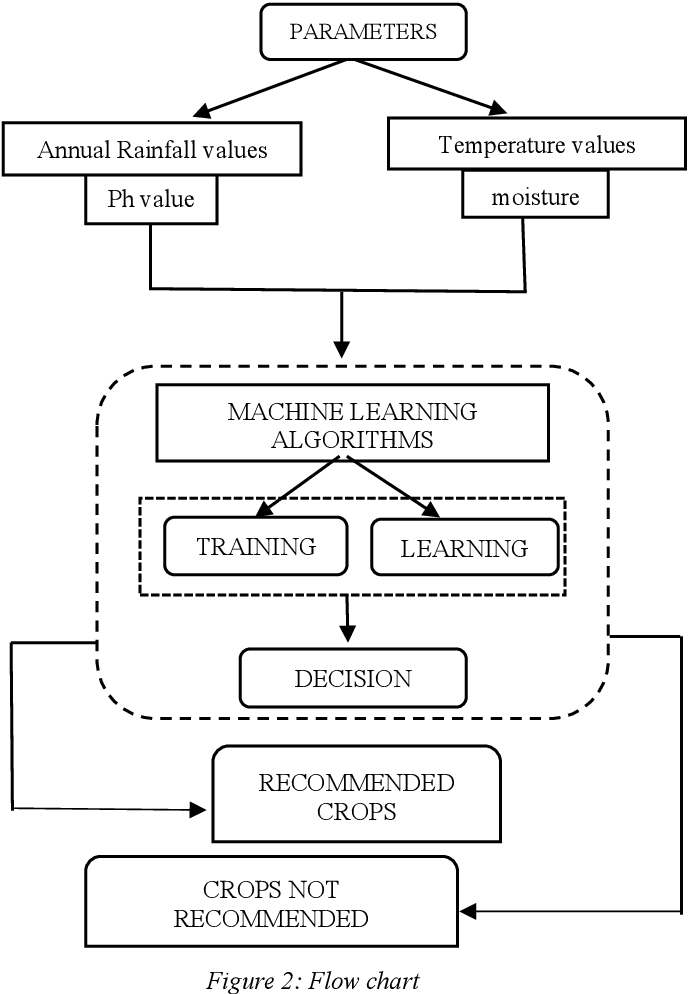 PARAMETERS
Annual Rainfall values
Temperature values
Ph value
moisture
MACHINE LEARNING
ALGORITHMS
TRAINING
LEARNING
DECISION
RECOMMENDED
CROPS
CROPS NOT
RECOMMENDED
Figure 2: Flow chart